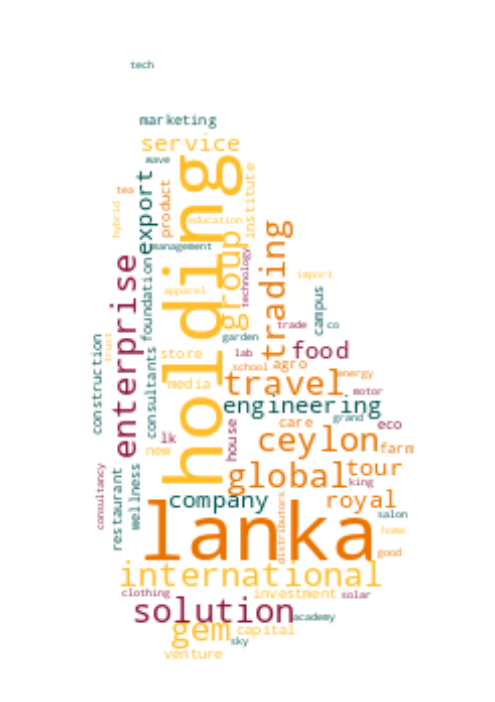 tech
marketing
service
wave
holding
export
tea
product
hybrid
institute
education
group
trading
management
enterprise
foundation
technology
import
apparel
campus
trade
co
garden
construction
trust
consultants
store
lab
food
school
agro
travel
energy
media
motor
engineering
grand
care
eco
house
lk
ceylon
new
farm
consultancy
restaurant
wellness
global
tour
king
company
royal
distributors
salon
lanka
home
good
international
clothing
investment
solar
solution
academy
gem
capital
sky
venture